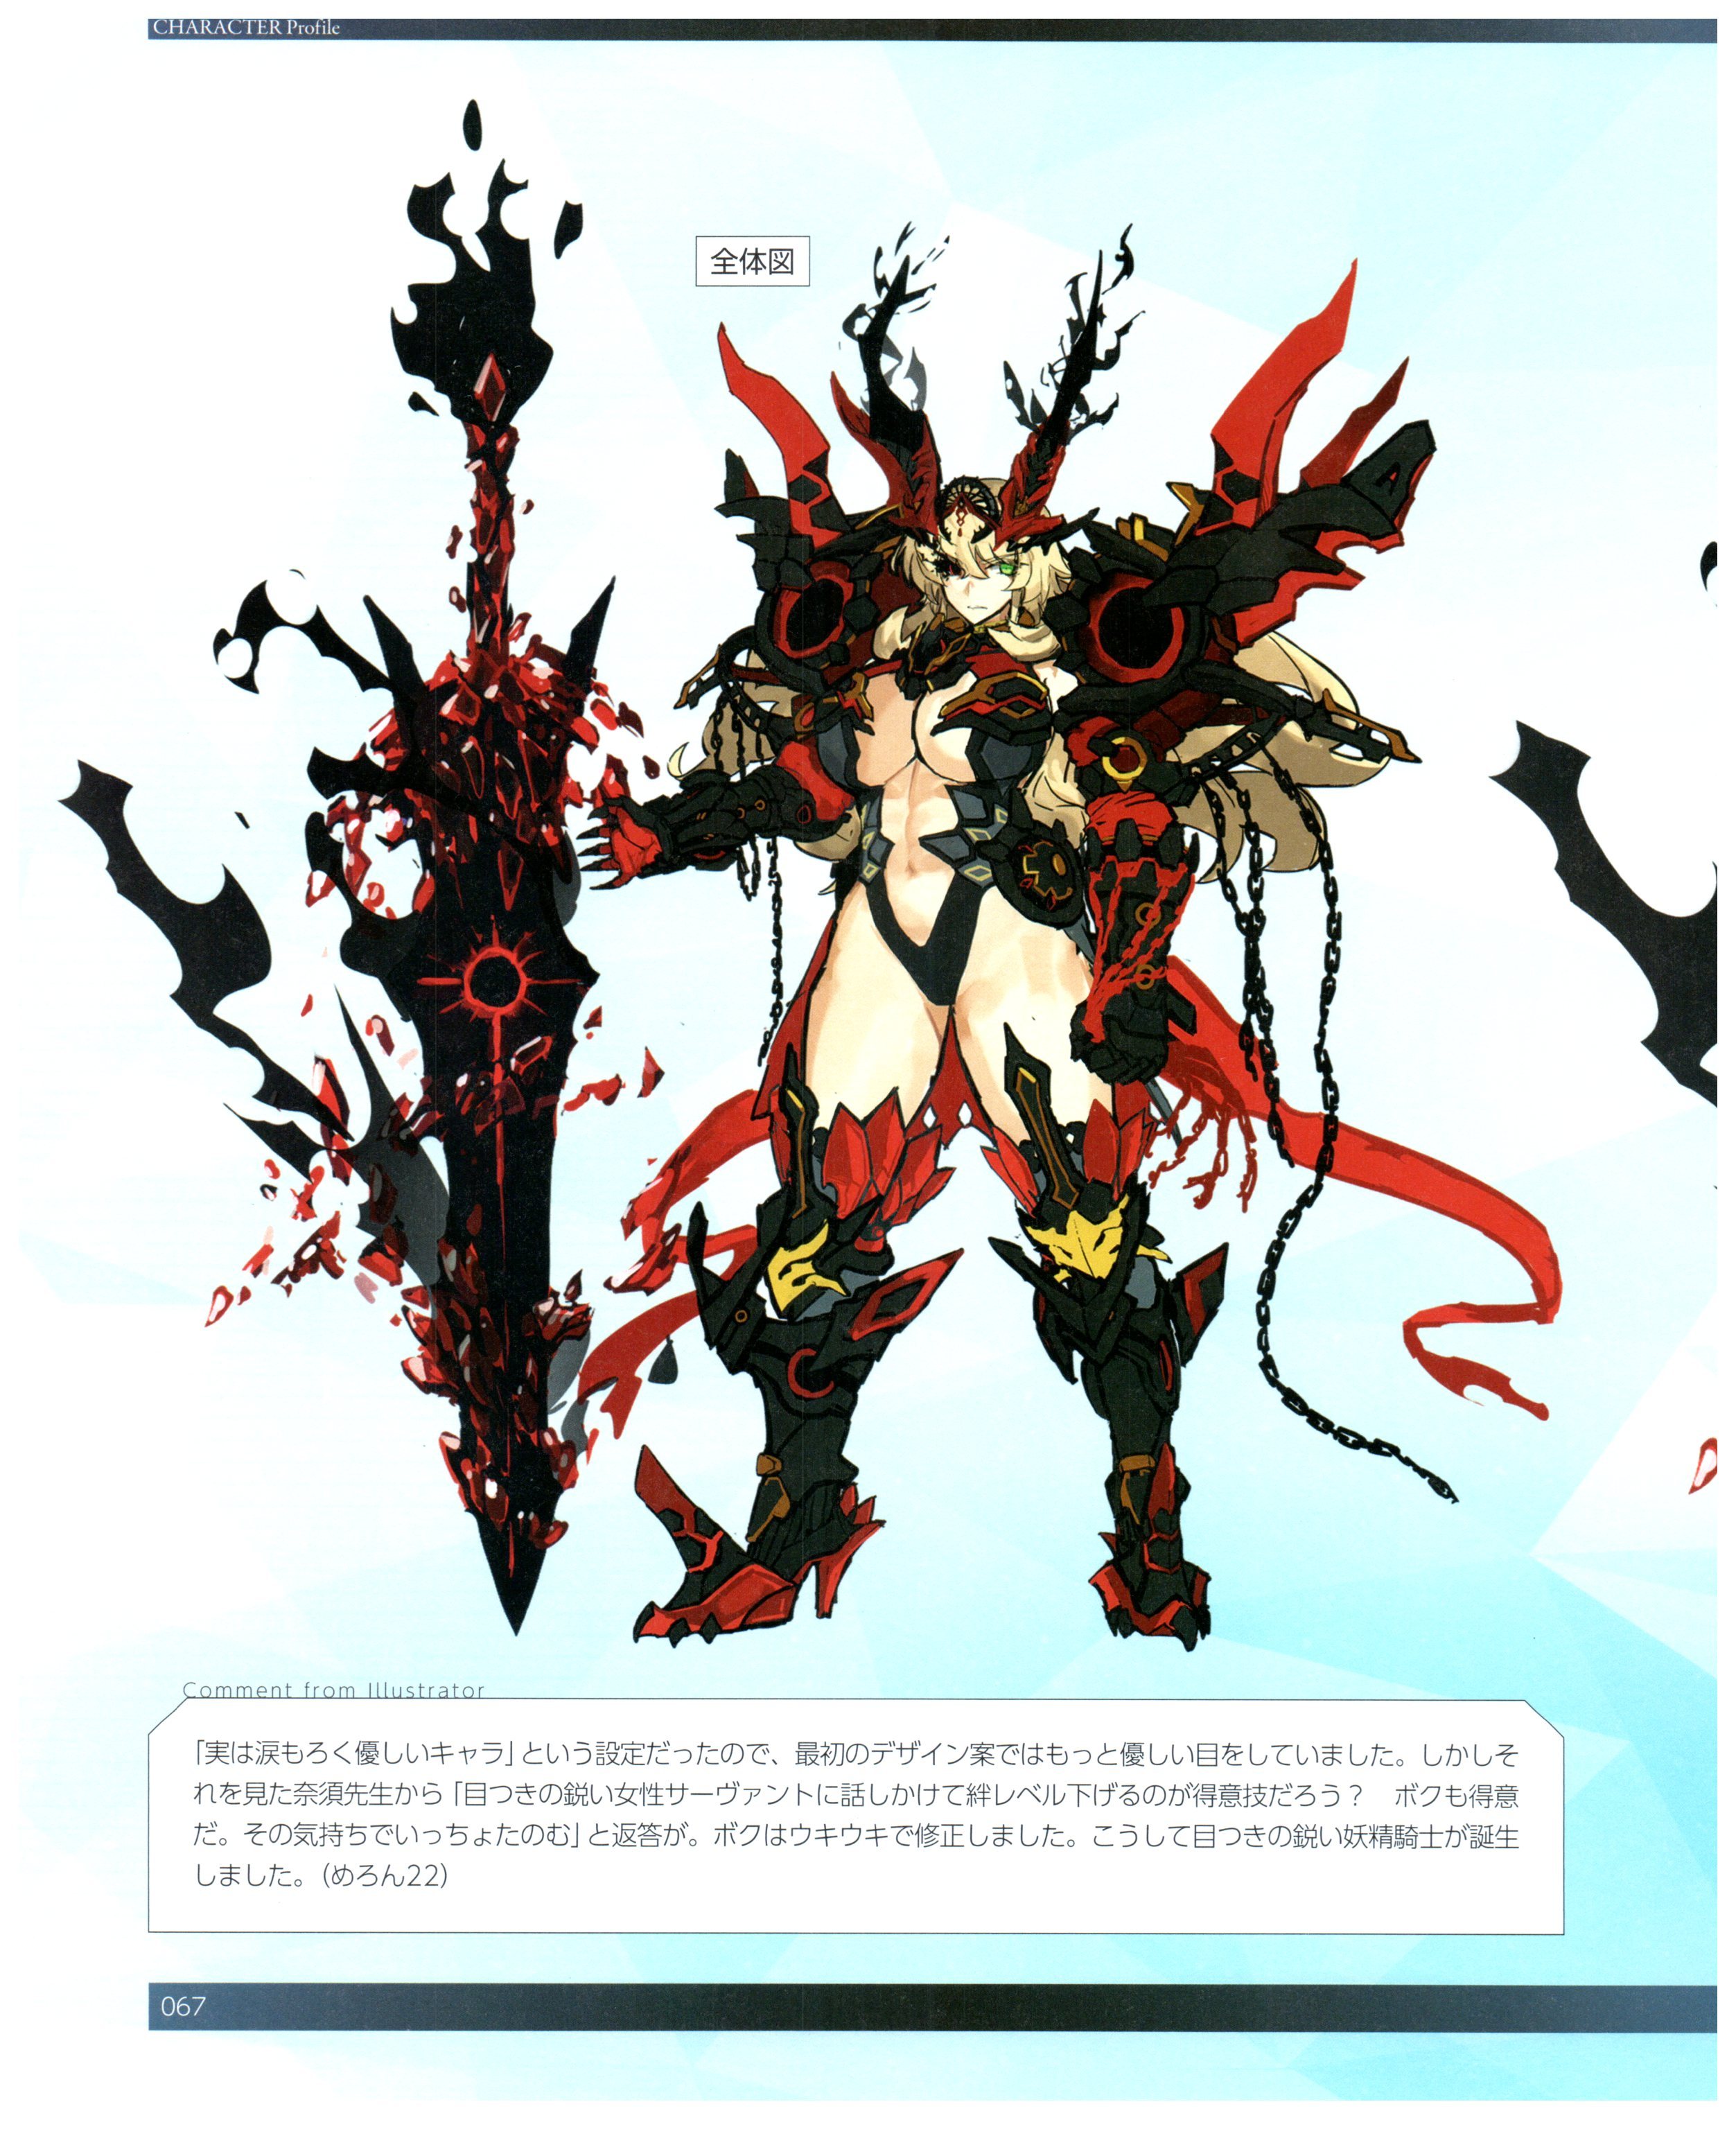 CHARACTER Profile
全体図
Comment from Illustrator
「実は涙もろく優しいキャラ」という設定だったので、最初のデザイン案ではもっと優しい目をしていました。しかしそ
れを見た奈須先生から「目つきの鋭い女性サーヴァントに話しかけて絆レベル下げるのが得意技だろう？　ボクも得意
だ。その気持ちでいっちょたのむ」と返答が。ボクはウキウキで修正しました。こうして目つきの鋭い妖精騎士が誕生
しました。（めろん22）
067